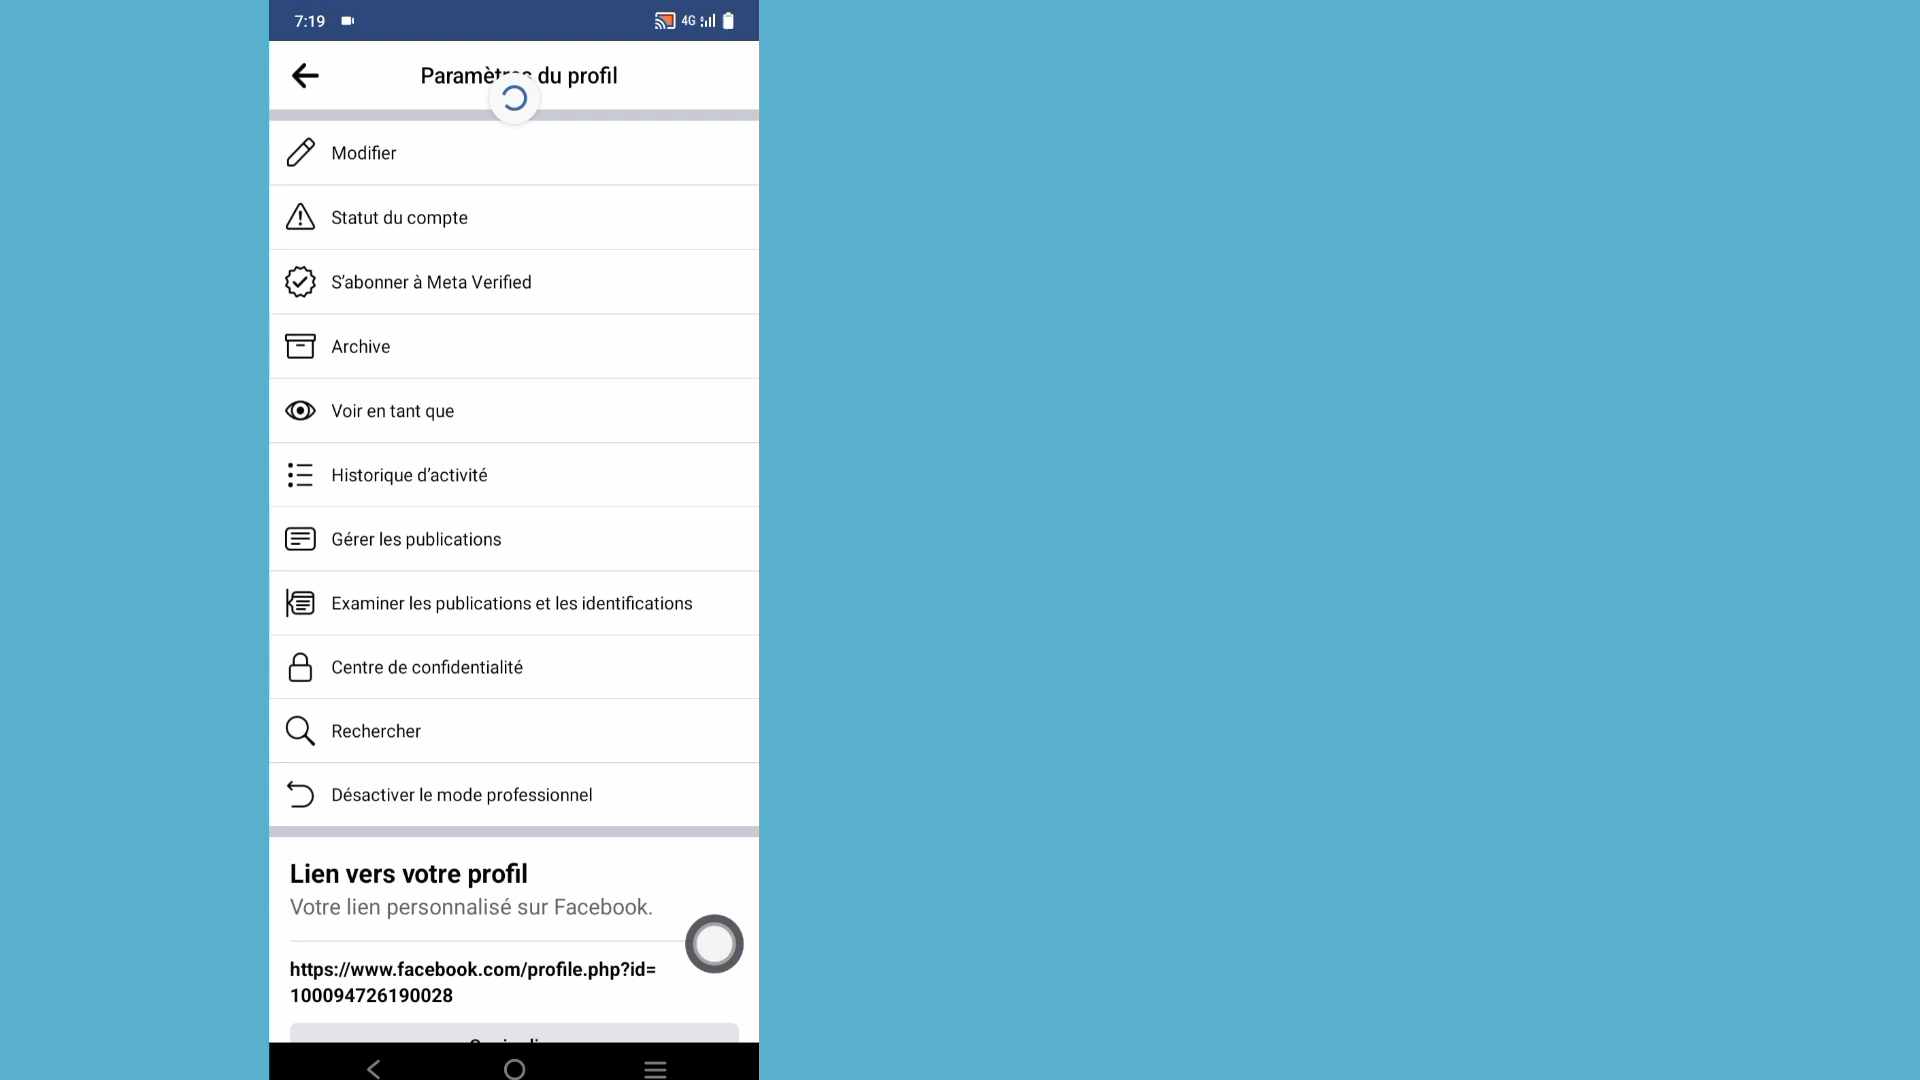 7:19
4G
Paramètres du profil
Modifier
Statut du compte
S’abonner à Meta Verified
Archive
Voir en tant que
Historique d’activité
Gérer les publications
Examiner les publications et les identifications
Centre de confidentialité
Rechercher
Désactiver le mode professionnel
Lien vers votre profil
Votre lien personnalisé sur Facebook.
https://www.facebook.com/profile.php?id=
100094726190028